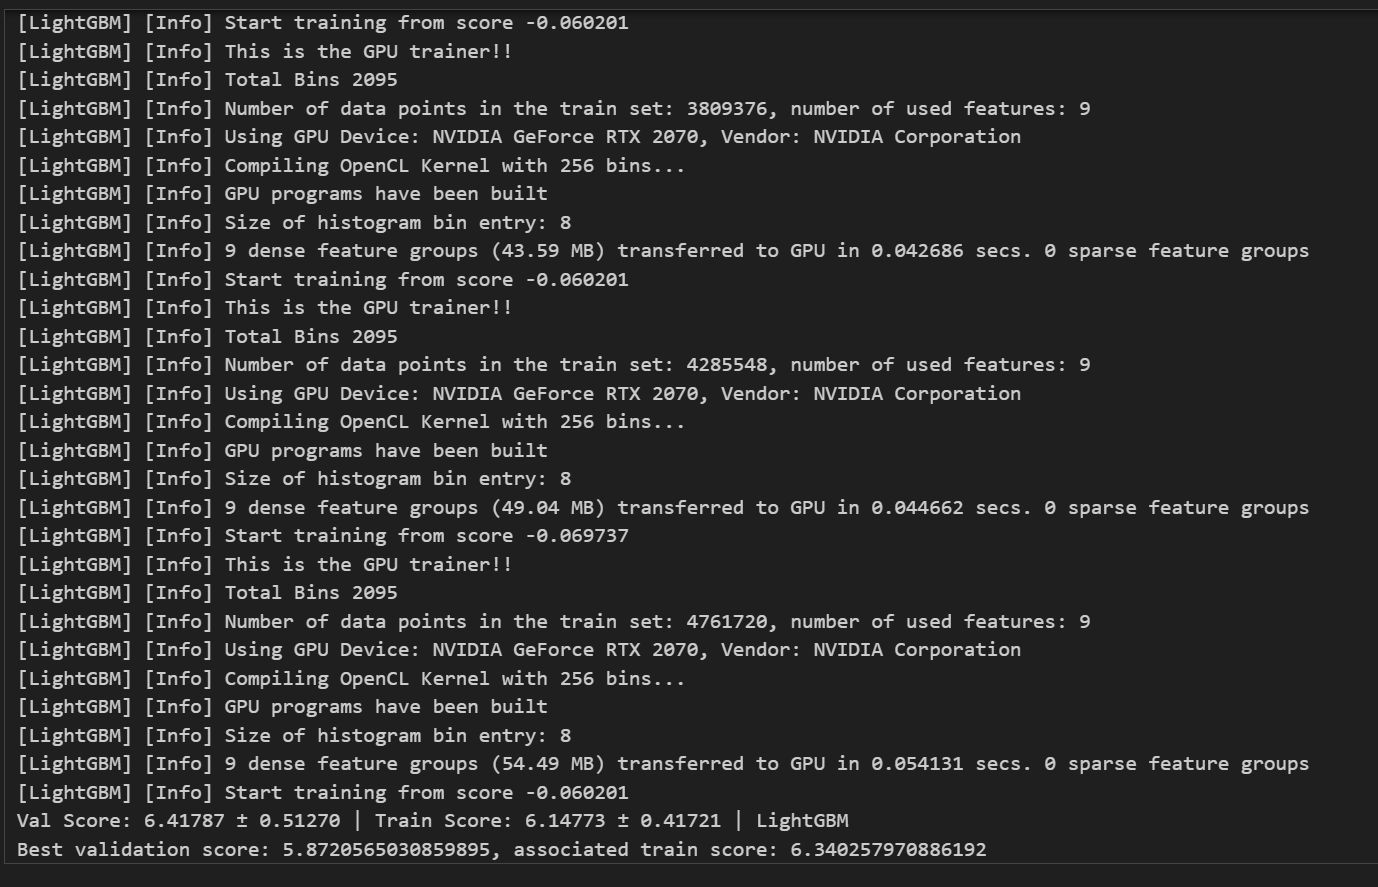 [LightGBM] [Info] Start training from score -0.060201
[LightGBM] [Info] This is the GPU trainer!!
[LightGBM] [Info] Total Bins 2095
[LightGBM] [Info] Number of data points in the train set: 3809376, number of used features: 9
[LightGBM] [Info] Using GPU Device: NVIDIA GeForce RTX 2070, Vendor: NVIDIA Corporation
[LightGBM] [Info] Compiling OpenCL Kernel with 256 bins...
[LightGBM] [Info] GPU programs have been built
[LightGBM] [Info] Size of histogram bin entry: 8
[LightGBM] [Info] 9 dense feature groups (43.59 MB) transferred to GPU in 0.042686 secs. 0 sparse feature groups
[LightGBM] [Info] Start training from score -0.060201
[LightGBM] [Info] This is the GPU trainer!!
[LightGBM] [Info] Total Bins 2095
[LightGBM] [Info] Number of data points in the train set: 4285548, number of used features: 9
[LightGBM] [Info] Using GPU Device: NVIDIA GeForce RTX 2070, Vendor: NVIDIA Corporation
[LightGBM] [Info] Compiling OpenCL Kernel with 256 bins...
[LightGBM] [Info] GPU programs have been built
[LightGBM] [Info] Size of histogram bin entry: 8
[LightGBM] [Info] 9 dense feature groups (49.04 MB) transferred to GPU in 0.044662 secs. 0 sparse feature groups
[LightGBM] [Info] Start training from score -0.069737
[LightGBM] [Info] This is the GPU trainer!!
[LightGBM] [Info] Total Bins 2095
[LightGBM] [Info] Number of data points in the train set: 4761720, number of used features: 9
[LightGBM] [Info] Using GPU Device: NVIDIA GeForce RTX 2070, Vendor: NVIDIA Corporation
[LightGBM] [Info] Compiling OpenCL Kernel with 256 bins...
[LightGBM] [Info] GPU programs have been built
[LightGBM] [Info] Size of histogram bin entry: 8
[LightGBM] [Info] 9 dense feature groups (54.49 MB) transferred to GPU in 0.054131 secs. 0 sparse feature groups
[LightGBM] [Info] Start training from score -0.060201
Val Score: 6.41787 ± 0.51270 | Train Score: 6.14773 ± 0.41721 | LightGBM
Best validation score: 5.8720565030859895, associated train score: 6.340257970886192